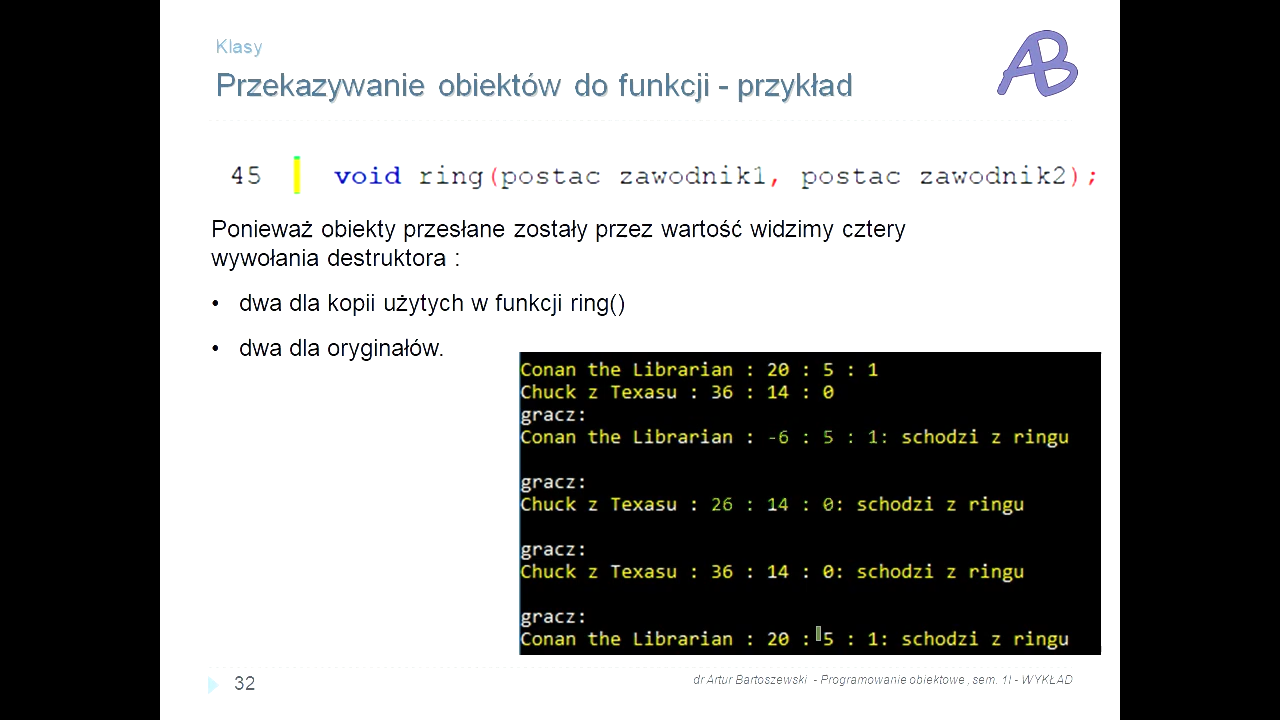 Klasy
Przekazywanie obiektów do funkcji - przykład
AB
45 void ring(postac zawodnik1, postac zawodnik2);
Ponieważ obiekty przesłane zostały przez wartość widzimy cztery
wywołania destruktora :
• dwa dla kopii użytych w funkcji ring()
• dwa dla oryginałów.
Conan the Librarian : 20 : 5 : 1
Chuck z Texasu : 36 : 14 : 0
gracz:
Conan the Librarian : -6 : 5 : 1: schodzi z ringu
gracz:
Chuck z Texasu : 26 : 14 : 0: schodzi z ringu
gracz:
Chuck z Texasu : 36 : 14 : 0: schodzi z ringu
gracz:
Conan the Librarian : 20 : 5 : 1: schodzi z ringu
32
dr Artur Bartoszewski - Programowanie obiektowe , sem. 1I - WYKŁAD